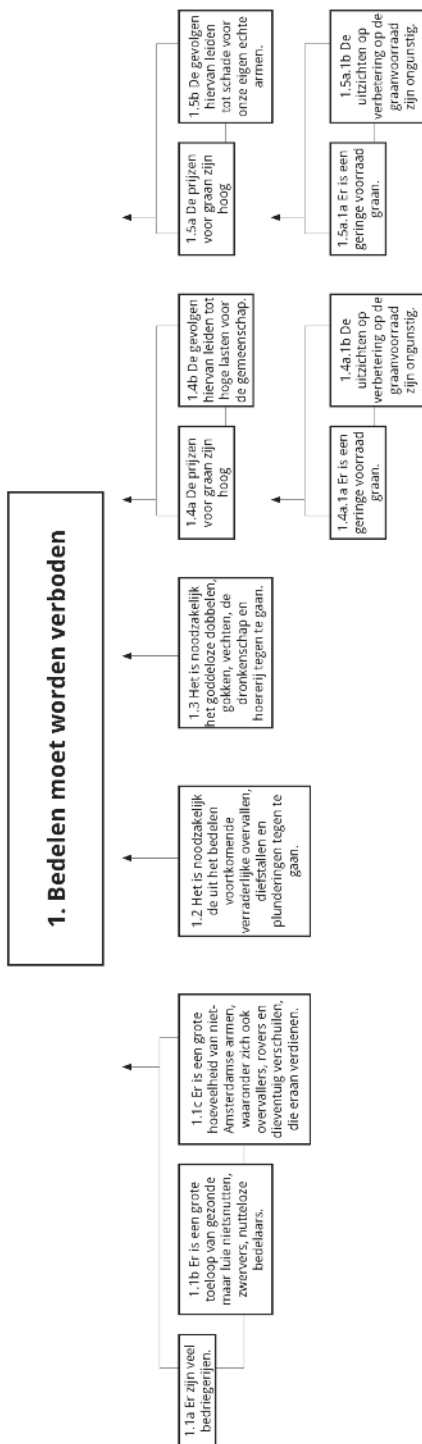 1. Bedelen moet worden verboden
1.1a Er zijn veel
bedriegerijen.
1.1b Er is een grote
toeloop van gezonde
maar luie nietsnutten,
zwervers, nutteloze
bedelaars.
1.1c Er is een grote
hoeveelheid van niet-
Amsterdamse armen,
waaronder zich ook
overvallers, rovers en
dieventuig verschuilen,
die eraan verdienen.
1.2 Het is noodzakelijk
de uit het bedelen
voortkomende
verraderlijke overvallen,
diefstallen en
plunderingen tegen te
gaan.
1.3 Het is noodzakelijk
het goddeloze dobbelen,
gokken, vechten, de
dronkenschap en
hoererij tegen te gaan.
1.4a De prijzen
voor graan zijn
hoog
1.4b De gevolgen
hiervan leiden tot
hoge lasten voor
de gemeenschap.
1.4a.1a Er is een
geringe voorraad
graan.
1.4a.1b De
uitzichten op
verbetering op de
graanvoorraad
zijn ongunstig.
1.5a De prijzen
voor graan zijn
hoog
1.5b De gevolgen
hiervan leiden
tot schade voor
onze eigen echte
armen.
1.5a.1a Er is een
geringe voorraad
graan.
1.5a.1b De
uitzichten op
verbetering op de
graanvoorraad
zijn ongunstig.